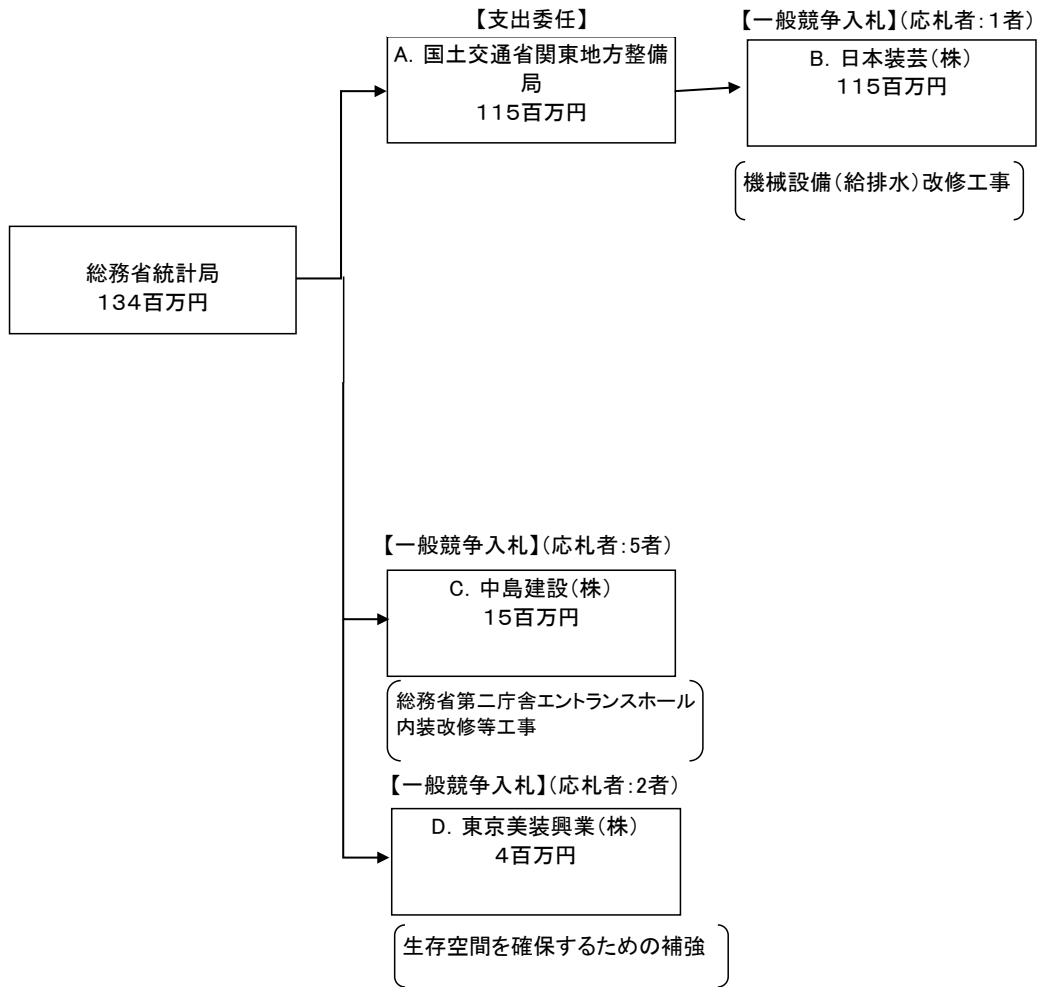 【支出委任】
A．国土交通省関東地方整備
局
115百万円
【一般競争入札】(応札者：1者)
B．日本装芸(株)
115百万円
機械設備(給排水)改修工事
総務省統計局
134百万円
【一般競争入札】(応札者：5者)
C．中島建設(株)
15百万円
総務省第二庁舎エントランスホール
内装改修等工事
【一般競争入札】(応札者：2者)
D．東京美装興業(株)
4百万円
生存空間を確保するための補強